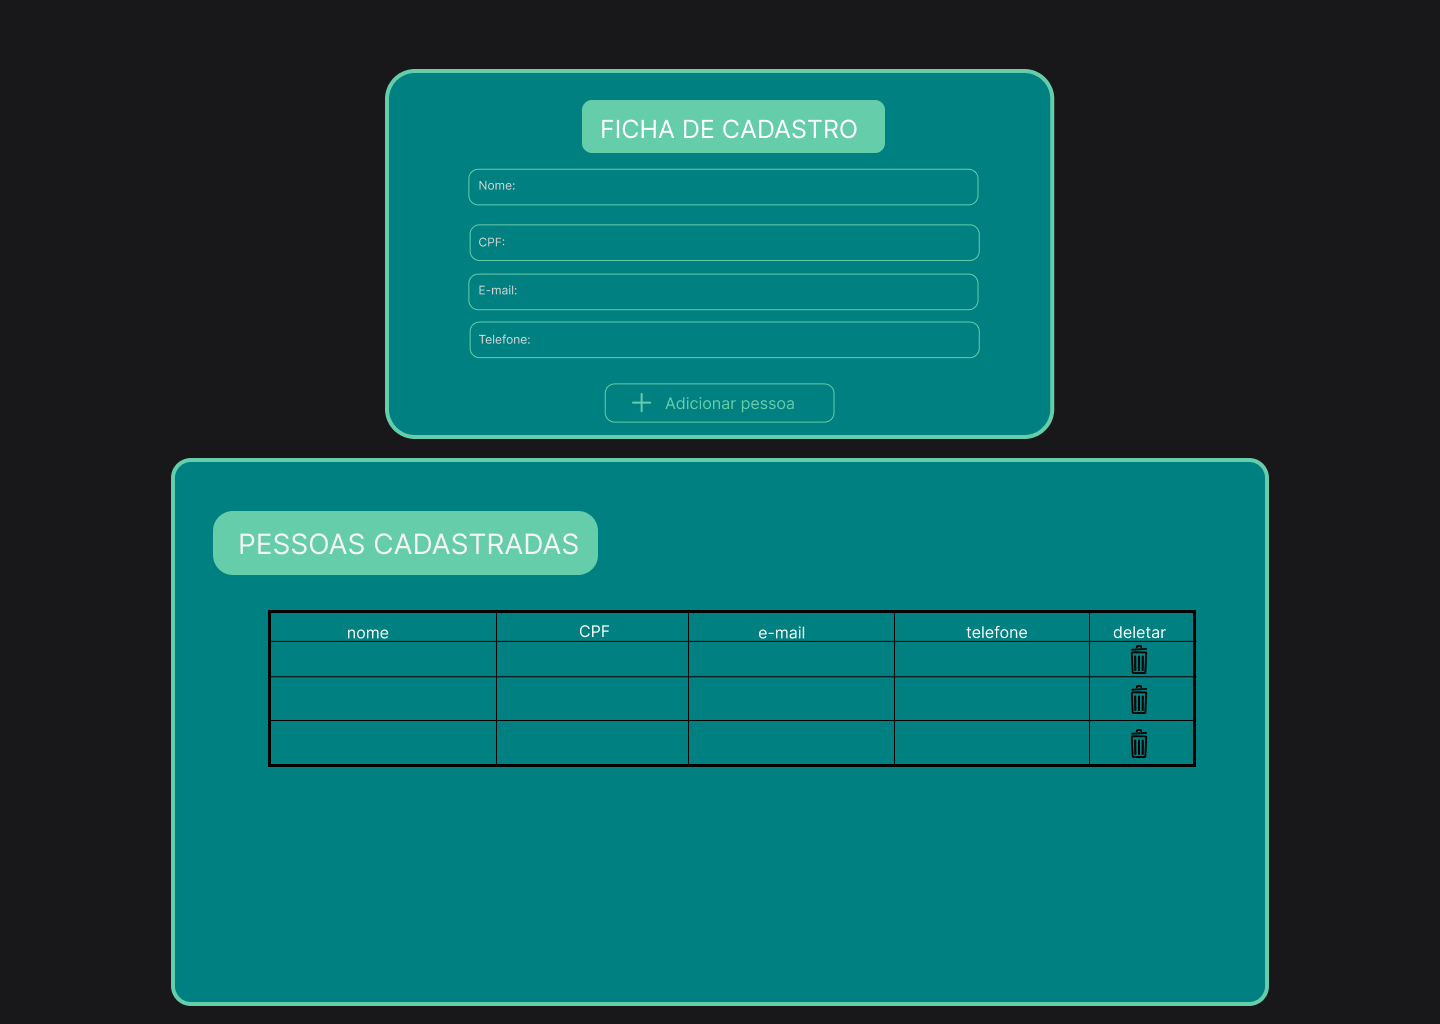 FICHA DE CADASTRO
Nome:
CPF:
E-mail:
Telefone:
Adicionar pessoa
PESSOAS CADASTRADAS
nome CPF e-mail telefone deletar